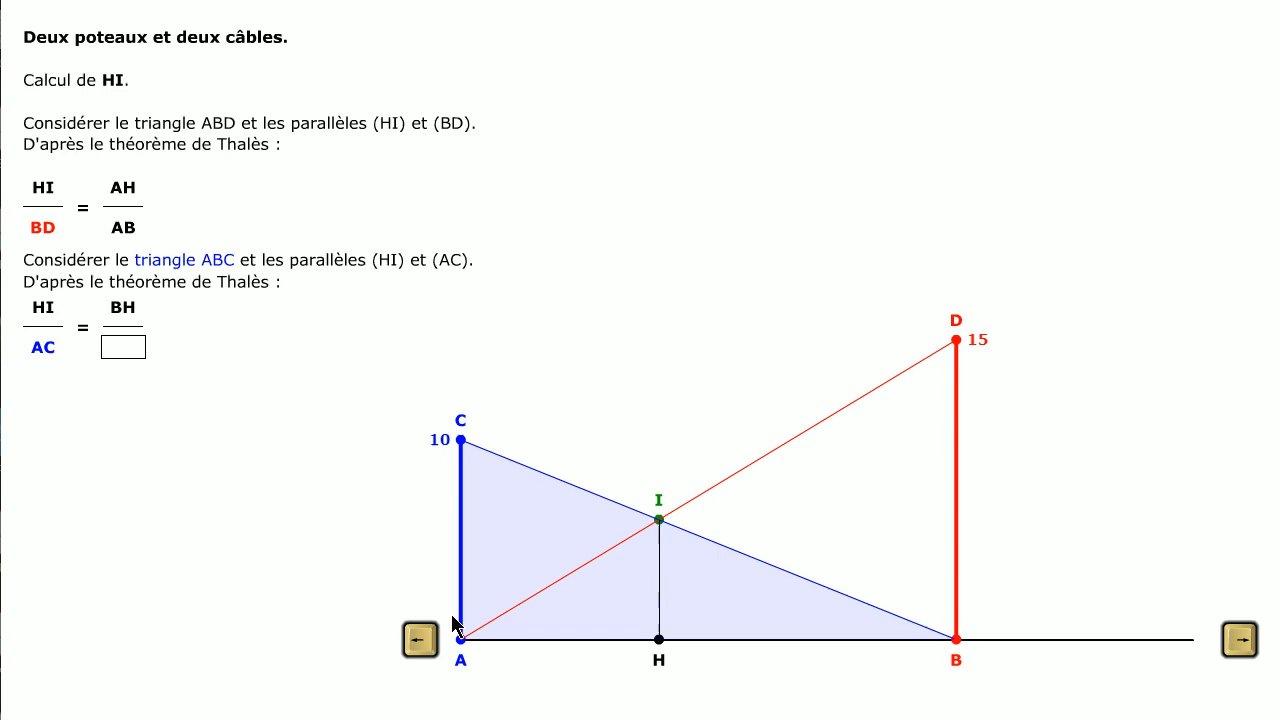 Deux poteaux et deux câbles.
Calcul de HI.
Considérer le triangle ABD et les parallèles (HI) et (BD).
D'après le théorème de Thalès :
HI AH
=
BD AB
Considérer le triangle ABC et les parallèles (HI) et (AC).
D'après le théorème de Thalès :
HI BH
=
AC
D
15
C
10
I
A H B